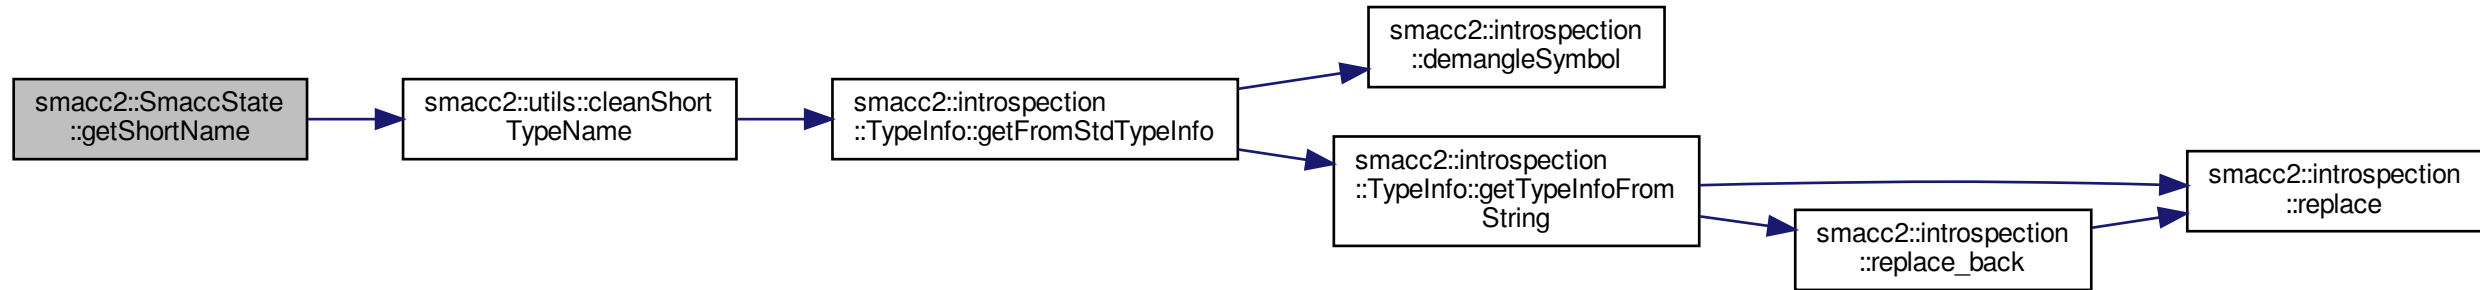 smacc2::SmaccState
::getShortName
smacc2::utils::cleanShort
TypeName
smacc2::introspection
::TypeInfo::getFromStdTypeInfo
smacc2::introspection
::demangleSymbol
smacc2::introspection
::TypeInfo::getTypeInfoFrom
String
smacc2::introspection
::replace_back
smacc2::introspection
::replace